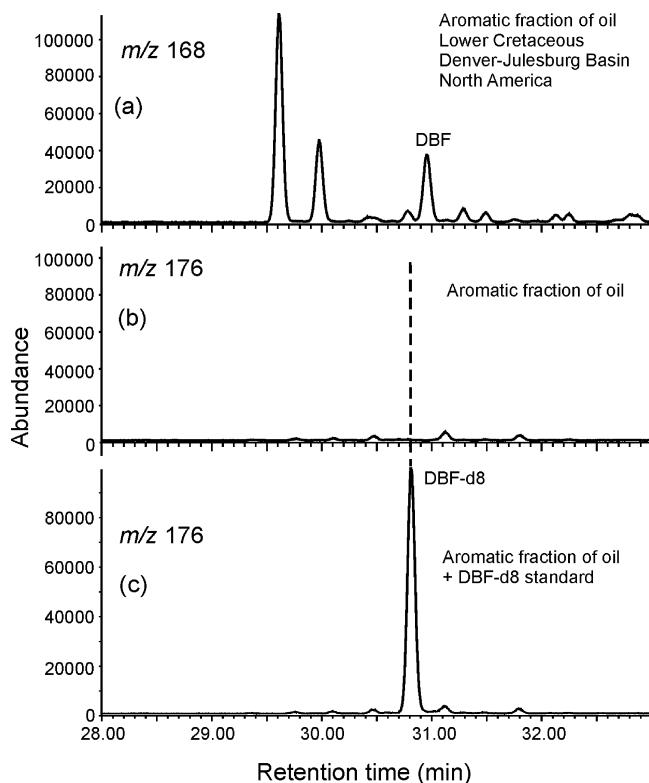 100000
80000
60000
40000
20000
0
m/z 168
(a)
Aromatic fraction of oil
Lower Cretaceous
Denver-Julesburg Basin
North America
DBF
100000
80000
60000
40000
20000
0
m/z 176
(b)
Aromatic fraction of oil
Abundance
80000
60000
40000
20000
0
m/z 176
(c)
DBF-d8
Aromatic fraction of oil
+ DBF-d8 standard
28.00 29.00 30.00 31.00 32.00
Retention time (min)